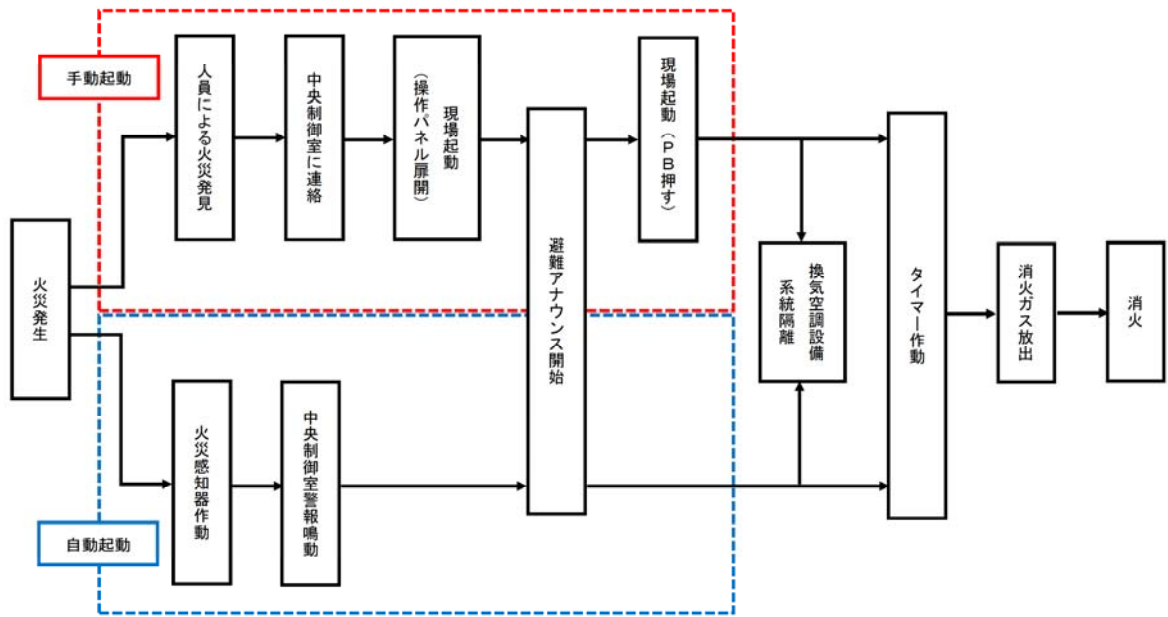 手動起動
火災発生
人員による火災発見
中央制御室に連絡
現場起動
(操作パネル扉開)
避難アナウンス開始
現場起動(PB押す)
自動起動
火災感知器作動
中央制御室警報鳴動
換気空調設備
系統隔離
タイマー作動
消火ガス放出
消火